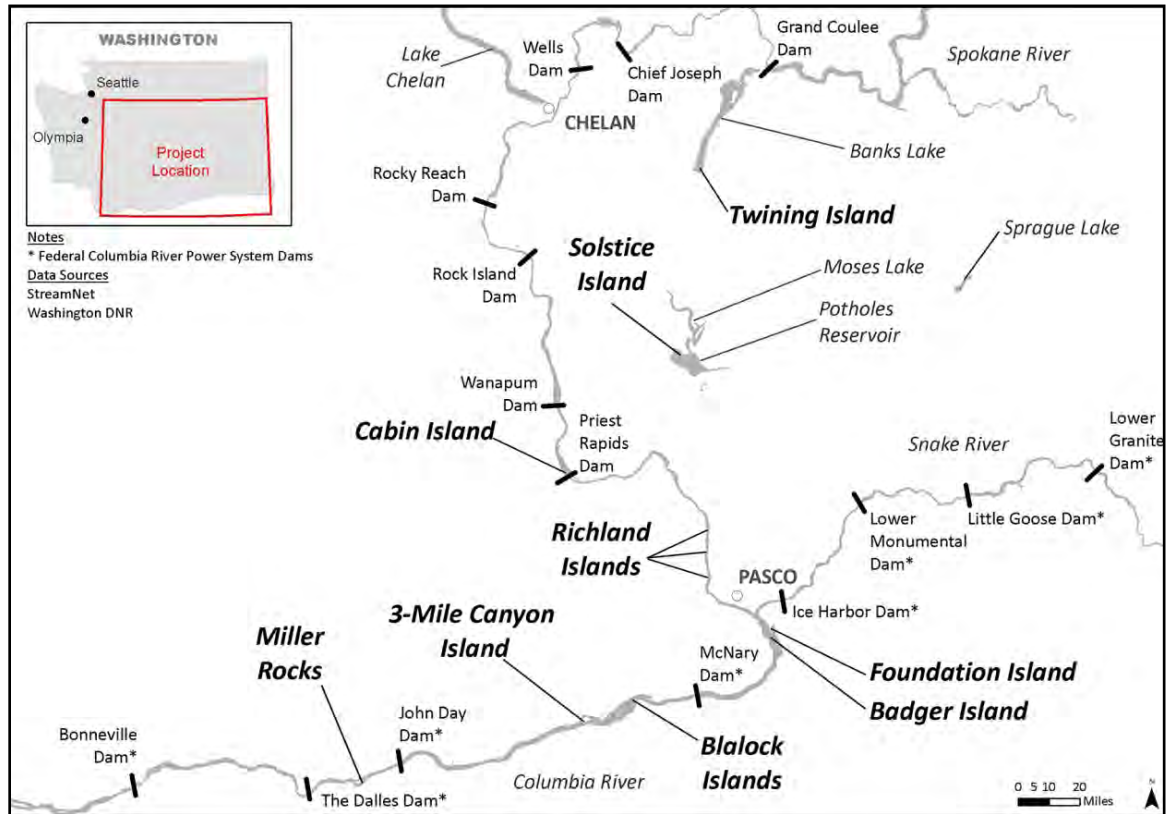 WASHINGTON
Seattle
Olympia
Project
Location
Notes
* Federal Columbia River Power System Dams
Data Sources
StreamNet
Washington DNR
Lake
Chelan
Wells
Dam
Chief Joseph
Dam
Grand Coulee
Dam
Spokane River
CHELAN
Banks Lake
Rocky Reach
Dam
Twining Island
Sprague Lake
Solstice
Island
Moses Lake
Rock Island
Dam
Potholes
Reservoir
Wanapum
Dam
Cabin Island
Priest
Rapids
Dam
Snake River
Lower
Granite
Dam*
Richland
Islands
Lower
Monumental
Dam*
Little Goose Dam*
PASCO
Ice Harbor Dam*
3-Mile Canyon
Island
Miller
Rocks
McNary
Dam*
Foundation Island
Badger Island
John Day
Dam*
Bonneville
Dam*
Blalock
Islands
Columbia River
The Dalles Dam*
0 5 10 20
Miles
N